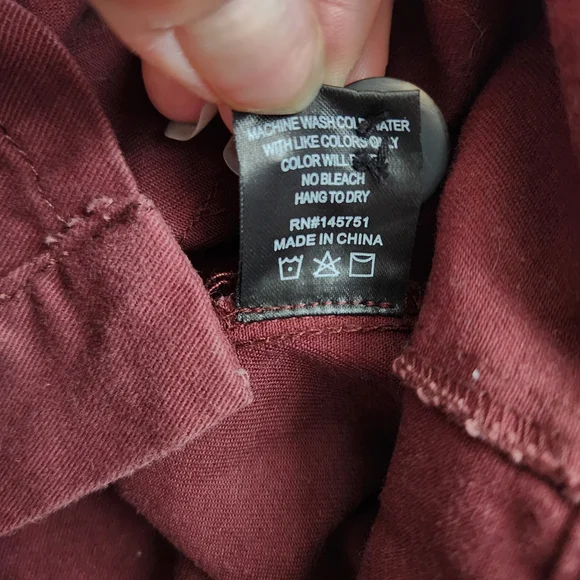 MACHINE WASH COLD WATER
WITH LIKE COLORS ONLY
COLOR WILL
NO BLEACH
HANG TO DRY
RN#145751
MADE IN CHINA